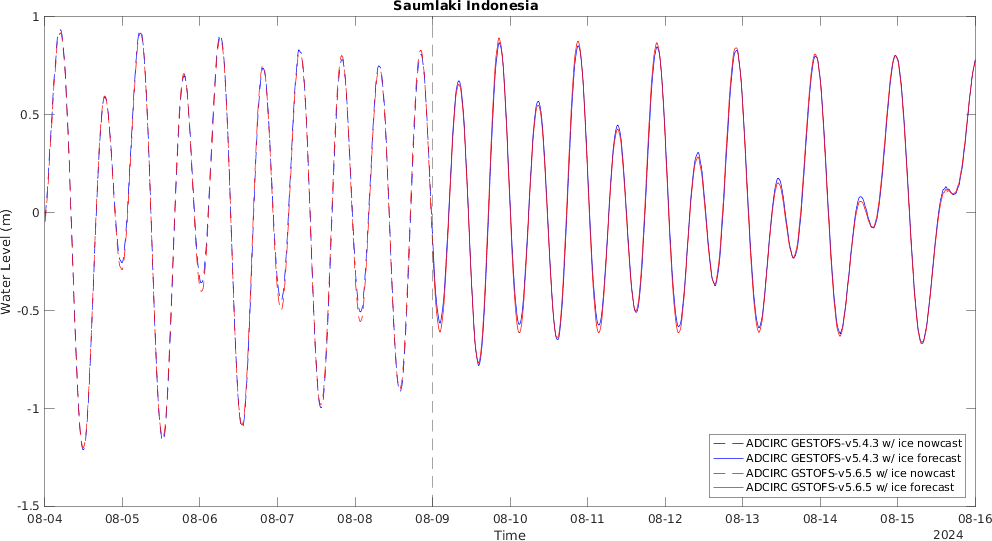 Saumlaki Indonesia
1
0.5
0
-0.5
-1
-1.5
Water Level (m)
ADCIRC GESTOFS-v5.4.3 w/ ice nowcast
ADCIRC GESTOFS-v5.4.3 w/ ice forecast
ADCIRC GSTOFS-v5.6.5 w/ ice nowcast
ADCIRC GSTOFS-v5.6.5 w/ ice forecast
08-04 08-05 08-06 08-07 08-08 08-09 08-10 08-11 08-12 08-13 08-14 08-15 08-16
Time
2024